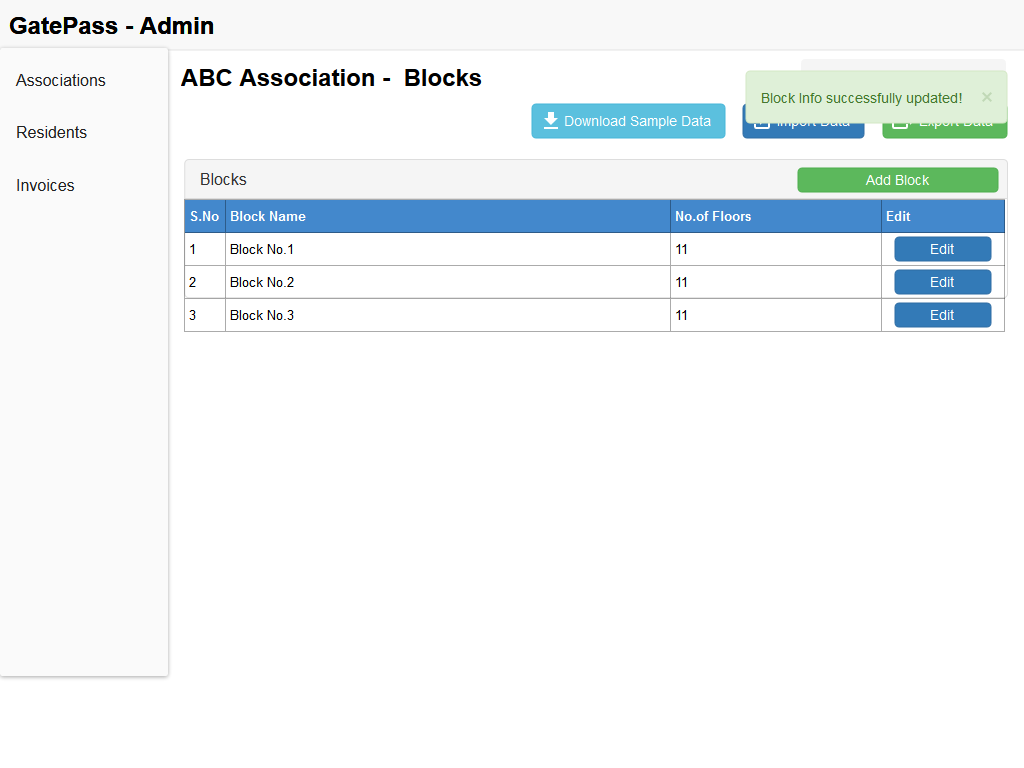 GatePass - Admin
Associations
Residents
Invoices
ABC Association -  Blocks
Block Info successfully updated! ×
Download Sample Data
Import Data
Export Data
Blocks
Add Block
S.No Block Name No.of Floors Edit
1 Block No.1 11 Edit
2 Block No.2 11 Edit
3 Block No.3 11 Edit